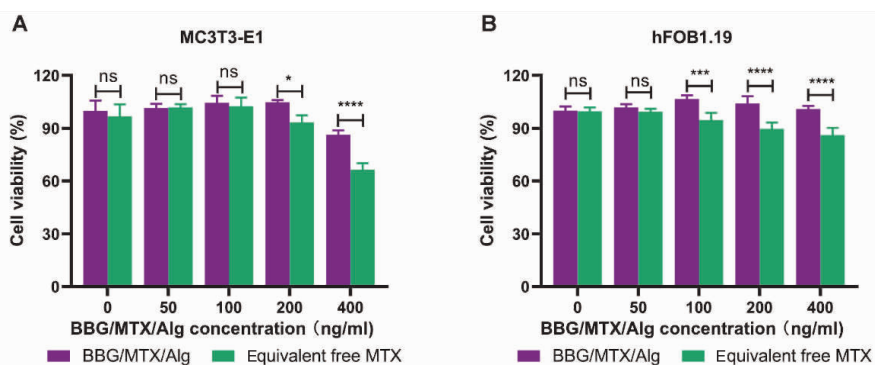 A
MC3T3-E1
Cell viability (%)
120
90
60
30
0
ns
ns
ns
*
****
0 50 100 200 400
BBG/MTX/Alg concentration（ng/ml)
BBG/MTX/Alg Equivalent free MTX
B
hFOB1.19
Cell viability (%)
120
90
60
30
0
ns
ns
***
****
****
0 50 100 200 400
BBG/MTX/Alg concentration（ng/ml)
BBG/MTX/Alg Equivalent free MTX